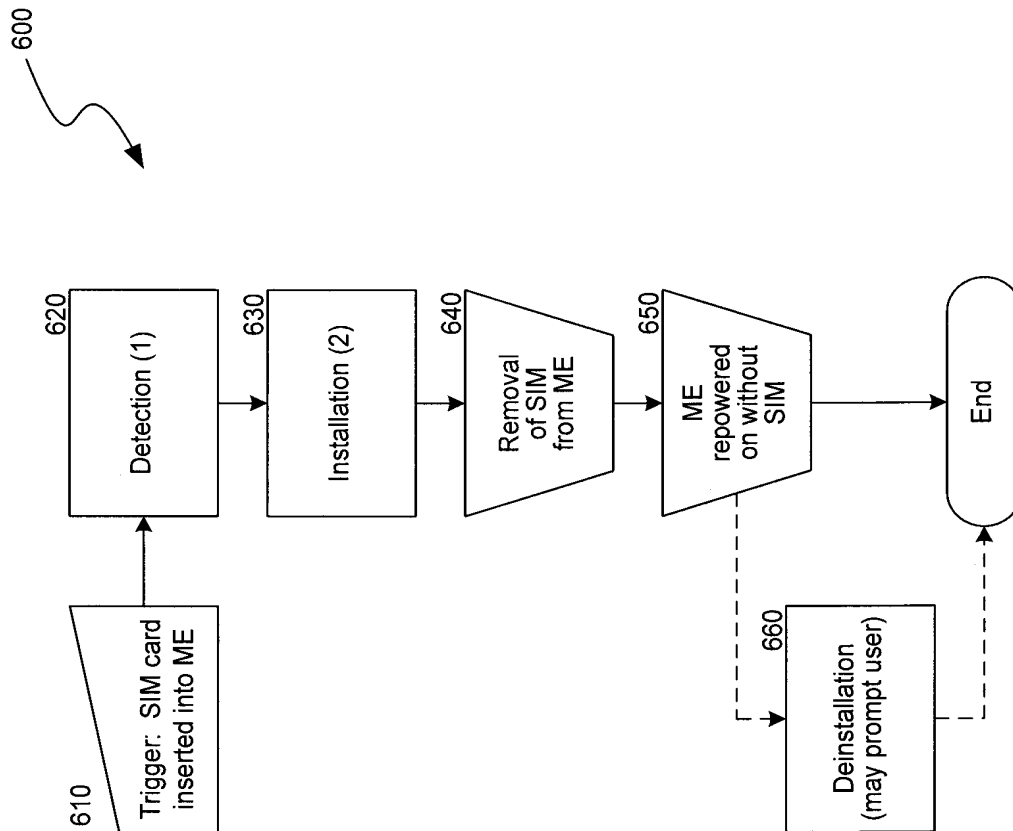 600
610
Trigger: SIM card
inserted into ME
620
Detection (1)
630
Installation (2)
640
Removal
of SIM
from ME
650
ME
repowered
on without
SIM
660
Deinstallation
(may prompt user)
End